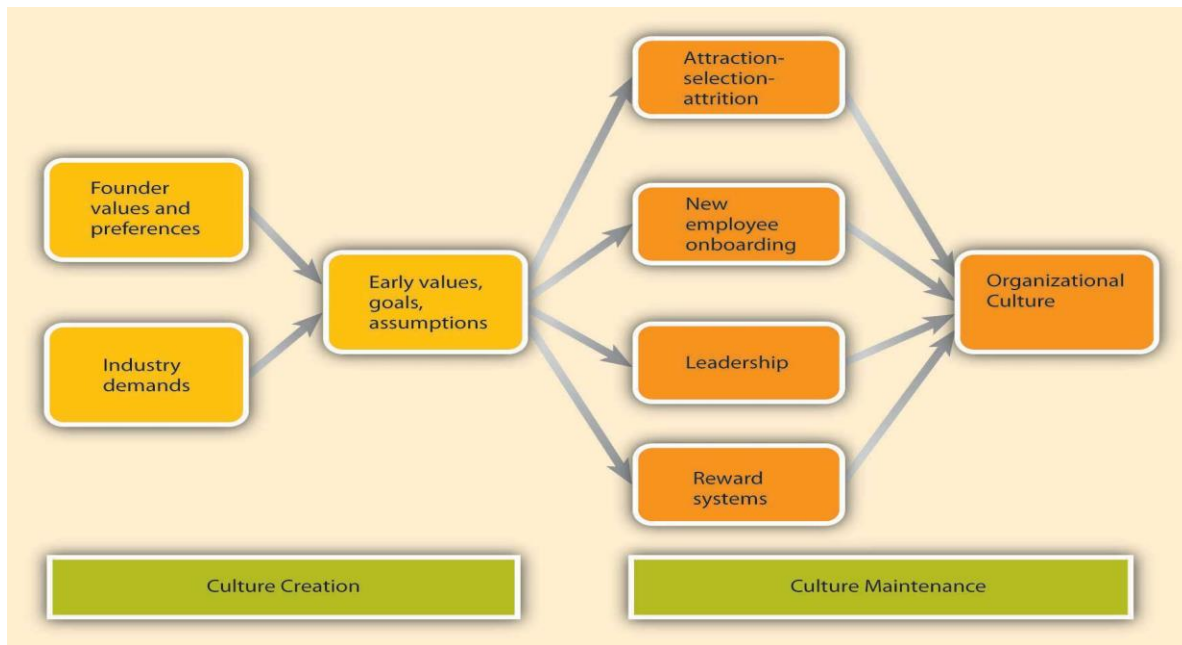 Founder
values and
preferences
Industry
demands
Early values,
goals,
assumptions
Attraction-
selection-
attrition
New
employee
onboarding
Leadership
Reward
systems
Organizational
Culture
Culture Creation
Culture Maintenance